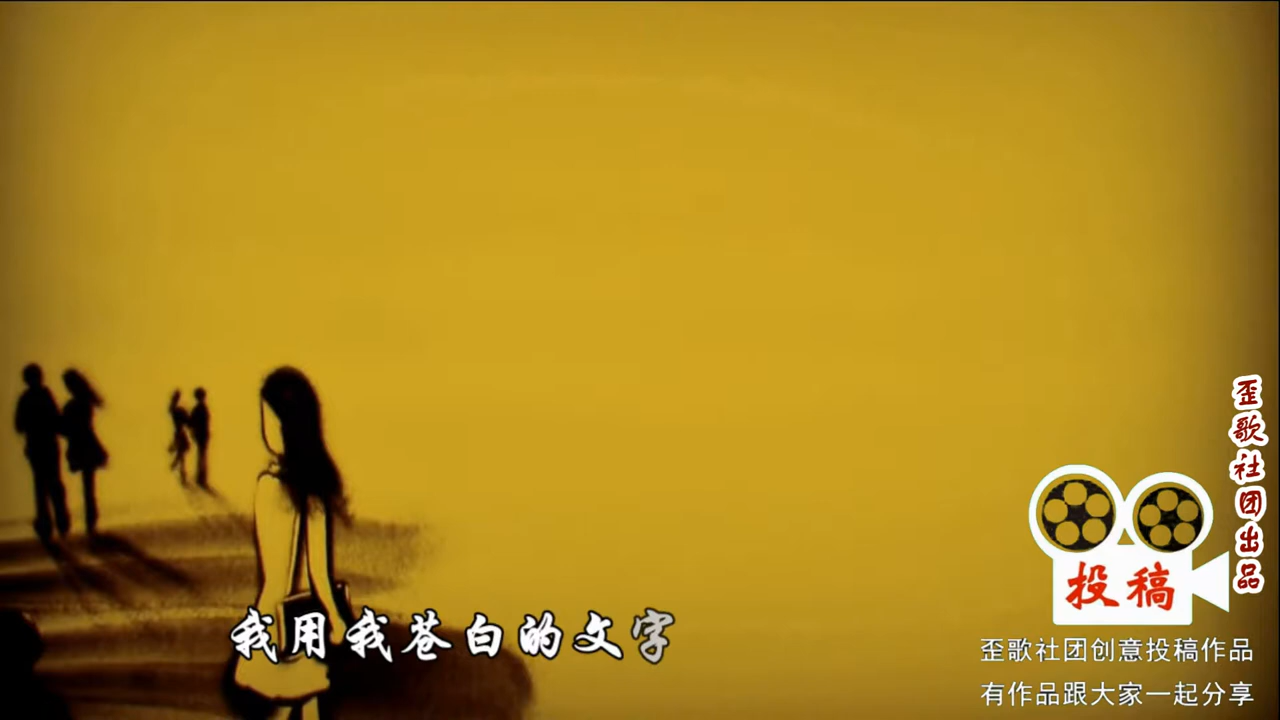 我用我苍白的文字
歪歌社团出品
投稿
歪歌社团创意投稿作品
有作品跟大家一起分享